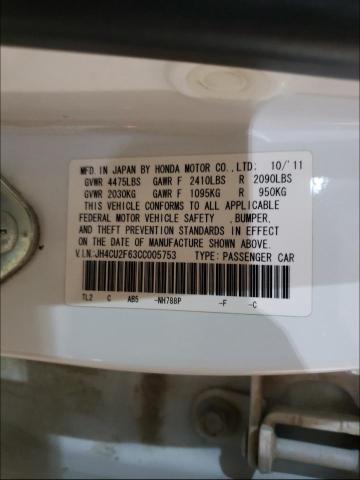 MFD. IN JAPAN BY HONDA MOTOR CO.,LTD. 10/'11
GVWR 4475LBS GAWR F 2410LBS R 2090LBS
GVWR 2030KG GAWR F 1095KG R 950KG
THIS VEHICLE CONFORMS TO ALL APPLICABLE
FEDERAL MOTOR VEHICLE SAFETY , BUMPER,
AND THEFT PREVENTION STANDARDS IN EFFECT
ON THE DATE OF MANUFACTURE SHOWN ABOVE.
V.I.N.:JH4CU2F63CC005753 TYPE: PASSENGER CAR
TL2 C AB5 -NH788P -F -C